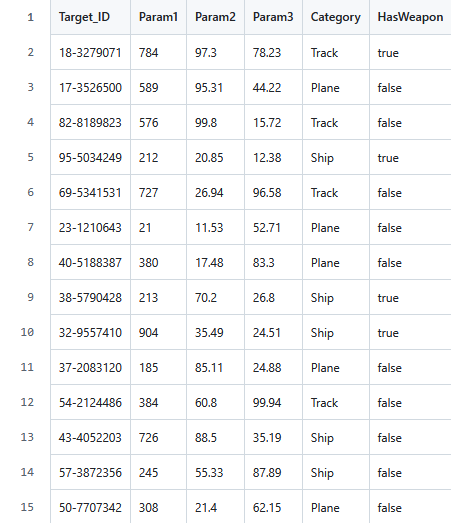 1 Target_ID Param1 Param2 Param3 Category HasWeapon
2 18-3279071 784 97.3 78.23 Track true
3 17-3526500 589 95.31 44.22 Plane false
4 82-8189823 576 99.8 15.72 Track false
5 95-5034249 212 20.85 12.38 Ship true
6 69-5341531 727 26.94 96.58 Track false
7 23-1210643 21 11.53 52.71 Plane false
8 40-5188387 380 17.48 83.3 Plane false
9 38-5790428 213 70.2 26.8 Ship true
10 32-9557410 904 35.49 24.51 Ship true
11 37-2083120 185 85.11 24.88 Plane false
12 54-2124486 384 60.8 99.94 Track false
13 43-4052203 726 88.5 35.19 Ship false
14 57-3872356 245 55.33 87.89 Ship false
15 50-7707342 308 21.4 62.15 Plane false